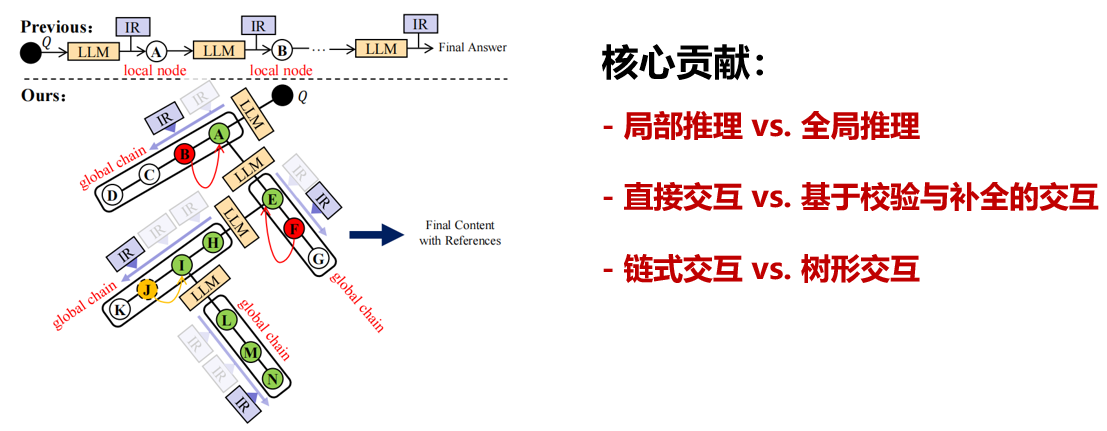 Previous:
Q
LLM
IR
A
local node
LLM
IR
B
local node
...
LLM
IR
Final Answer
Ours:
Q
LLM
IR
IR
A
B
C
D
global chain
LLM
IR
IR
E
F
G
global chain
LLM
IR
IR
IR
H
I
J
K
global chain
LLM
L
M
N
IR
IR
IR
global chain
Final Content
with References
核心贡献:
- 局部推理 vs. 全局推理
- 直接交互 vs. 基于校验与补全的交互
- 链式交互 vs. 树形交互